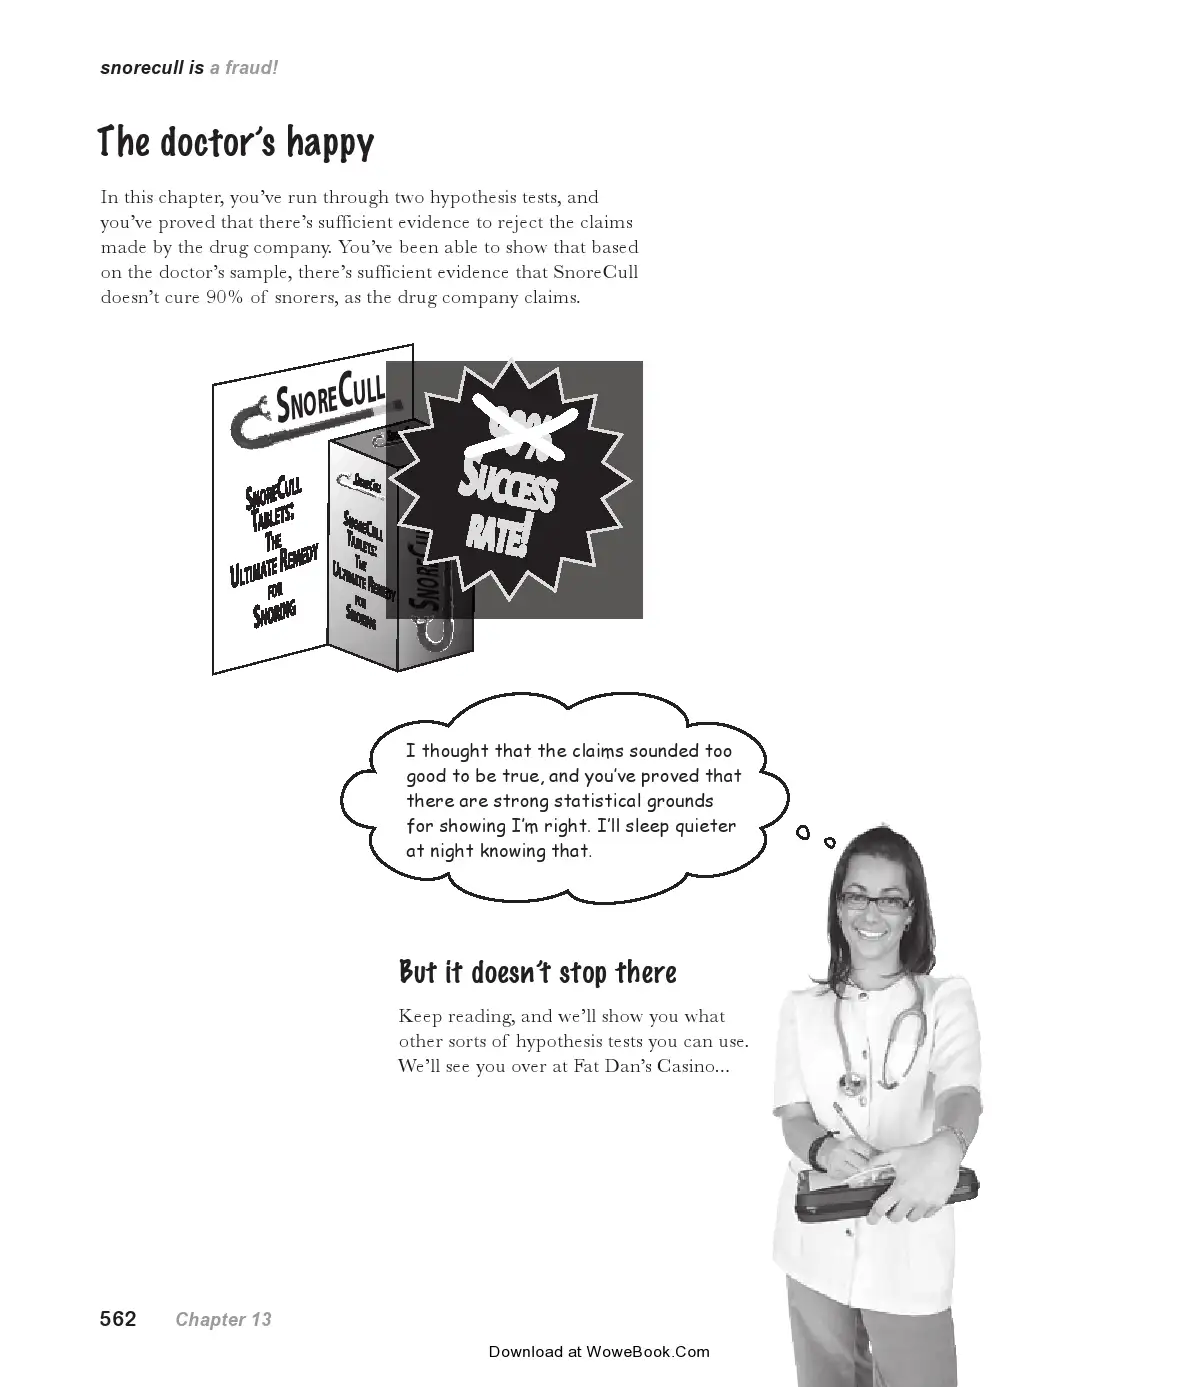 snorecull is a fraud!
The doctor's happy
In this chapter, you've run through two hypothesis tests, and
you've proved that there's sufficient evidence to reject the claims
made by the drug company. You've been able to show that based
on the doctor's sample, there's sufficient evidence that SnoreCull
doesn't cure 90% of snorers, as the drug company claims.
SNORECULL
SNORECULL
TABLETS:
THE
ULTIMATE REMEDY
FOR
SNORING
SNORECULL
SNORECULL
TABLETS:
THE
ULTIMATE REMEDY
FOR
SNORING
90%
SUCCESS
RATE!
I thought that the claims sounded too
good to be true, and you've proved that
there are strong statistical grounds
for showing I'm right. I'll sleep quieter
at night knowing that.
But it doesn't stop there
Keep reading, and we'll show you what
other sorts of hypothesis tests you can use.
We'll see you over at Fat Dan's Casino...
562 Chapter 13
Download at WoweBook.Com